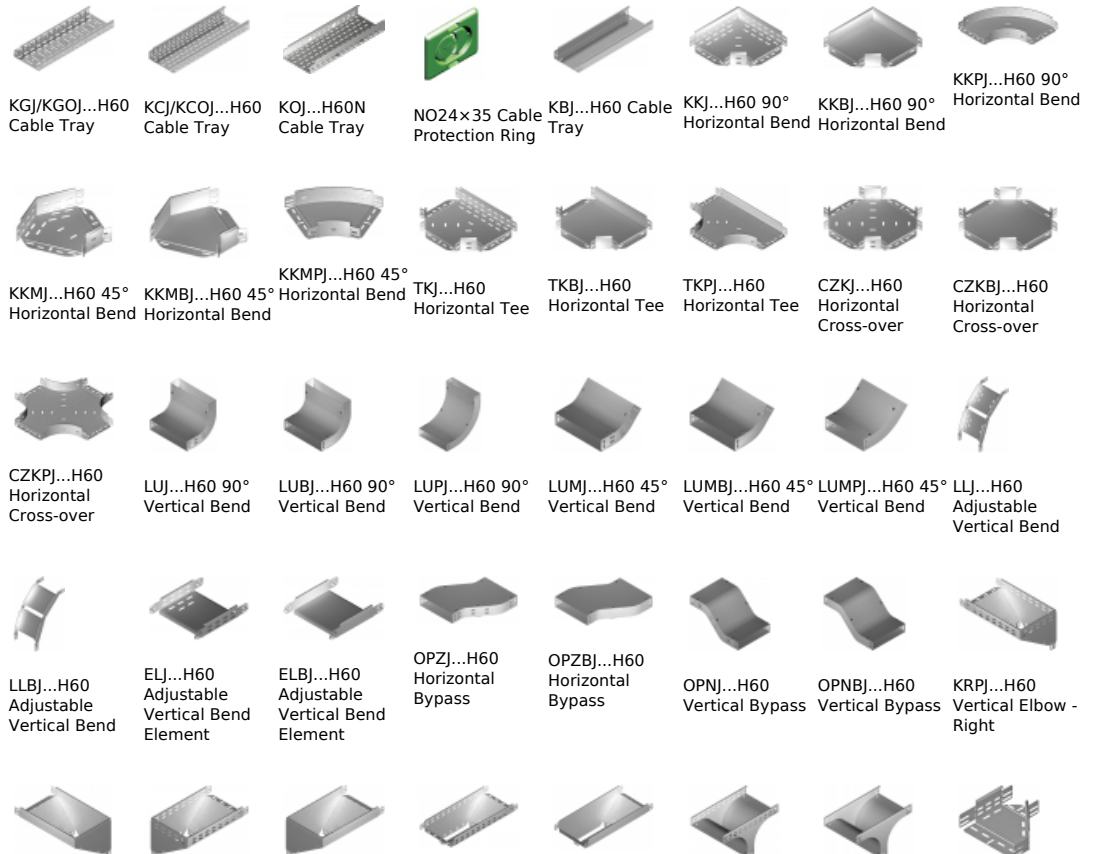 KGJ/KGOJ...H60
Cable Tray
KCJ/KCOJ...H60
Cable Tray
KOJ...H60N
Cable Tray
NO24×35 Cable
Protection Ring
KBJ...H60 Cable
Tray
KKJ...H60 90°
Horizontal Bend
KKBJ...H60 90°
Horizontal Bend
KKPJ...H60 90°
Horizontal Bend
KKMJ...H60 45°
Horizontal Bend
KKMBJ...H60 45°
Horizontal Bend
KKMPJ...H60 45°
Horizontal Bend
TKJ...H60
Horizontal Tee
TKBJ...H60
Horizontal Tee
TKPJ...H60
Horizontal Tee
CZKJ...H60
Horizontal
Cross-over
CZKBJ...H60
Horizontal
Cross-over
CZKPJ...H60
Horizontal
Cross-over
LUJ...H60 90°
Vertical Bend
LUBJ...H60 90°
Vertical Bend
LUPJ...H60 90°
Vertical Bend
LUMJ...H60 45°
Vertical Bend
LUMBJ...H60 45°
Vertical Bend
LUMPJ...H60 45°
Vertical Bend
LLJ...H60
Adjustable
Vertical Bend
LLBJ...H60
Adjustable
Vertical Bend
ELJ...H60
Adjustable
Vertical Bend
Element
ELBJ...H60
Adjustable
Vertical Bend
Element
OPZJ...H60
Horizontal
Bypass
OPZBJ...H60
Horizontal
Bypass
OPNJ...H60
Vertical Bypass
OPNBJ...H60
Vertical Bypass
KRPJ...H60
Vertical Elbow -
Right